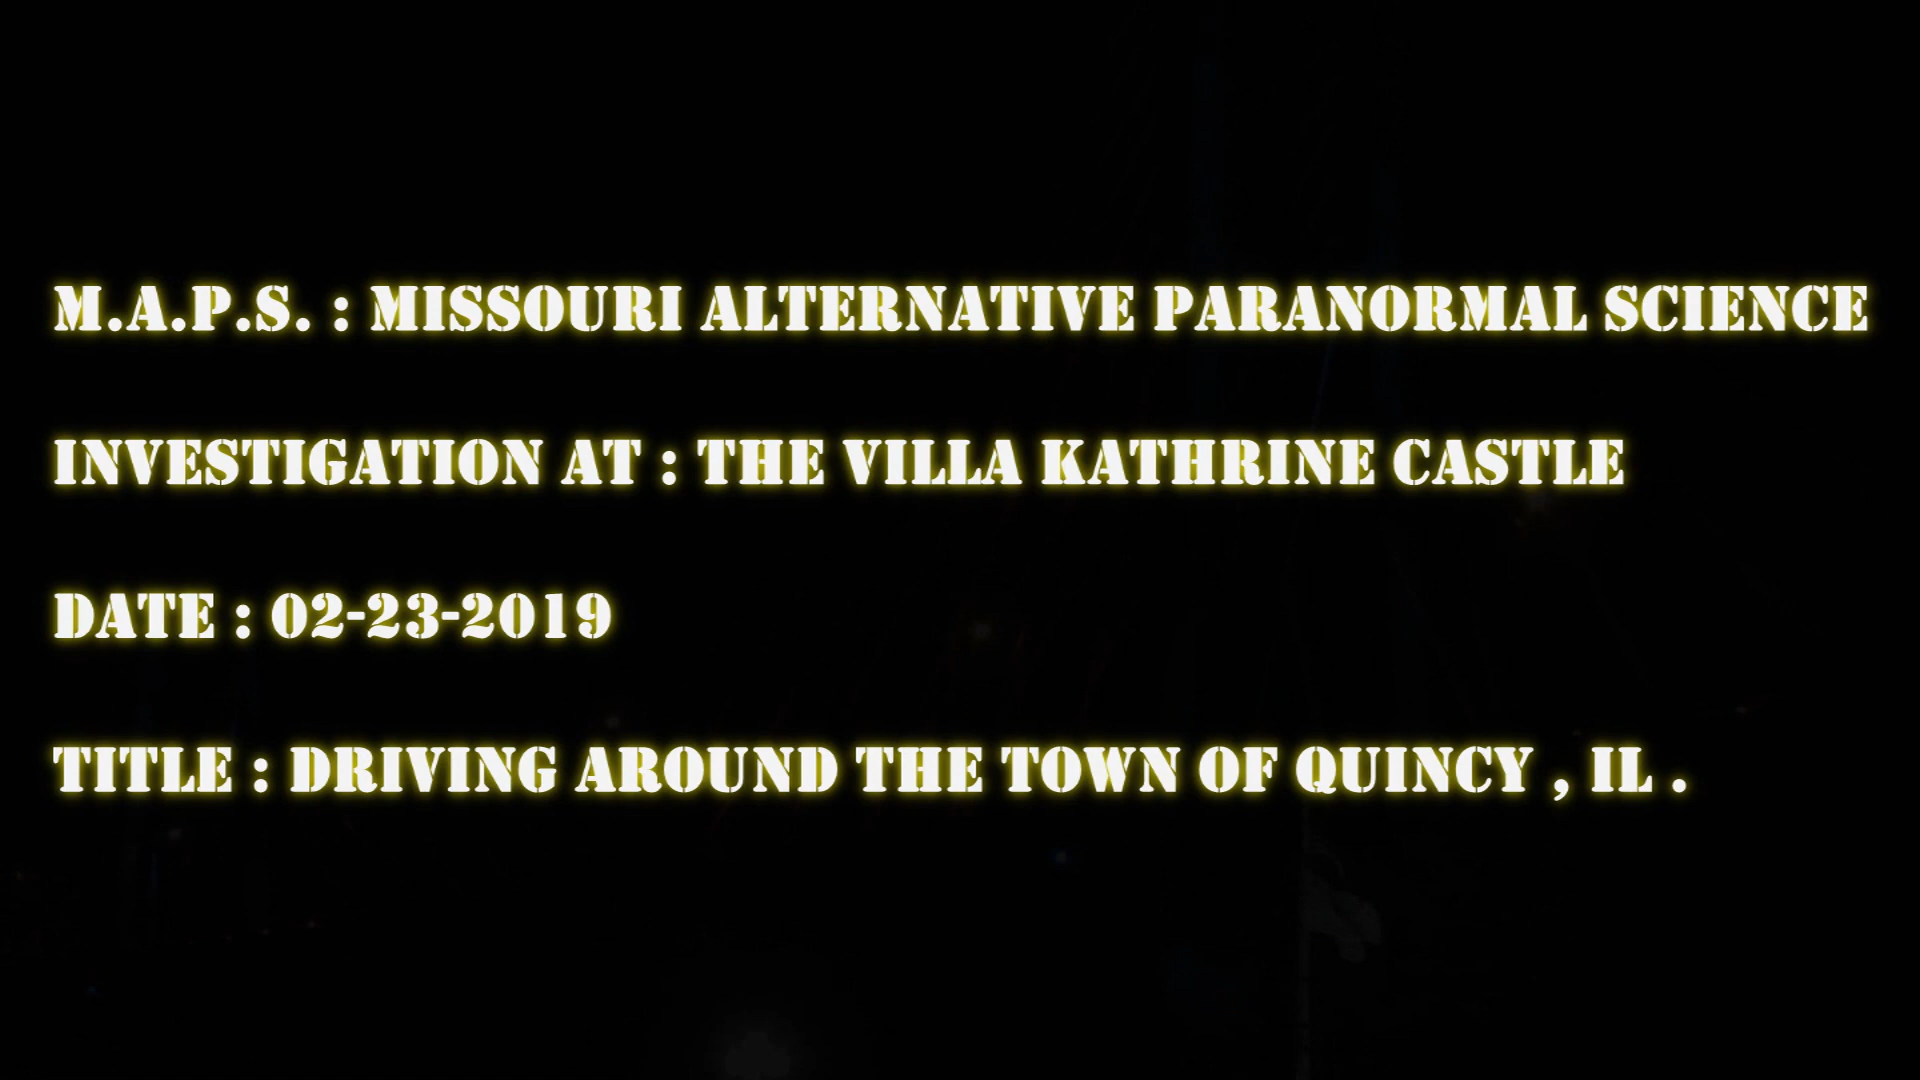 M.A.P.S. : MISSOURI ALTERNATIVE PARANORMAL SCIENCE
INVESTIGATION AT : THE VILLA KATHRINE CASTLE
DATE : 02-23-2019
TITLE : DRIVING AROUND THE TOWN OF QUINCY , IL .